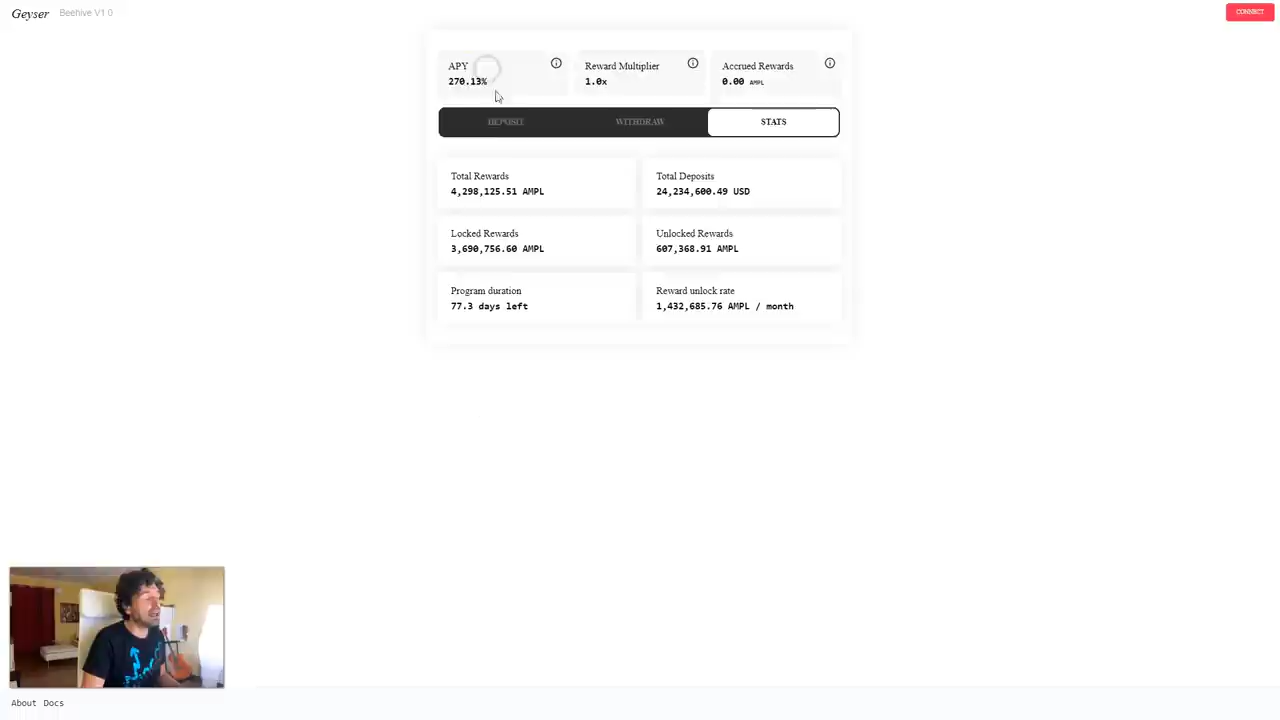 Geyser
Beehive V1.0
CONNECT
APY
270.13%
Reward Multiplier
1.0x
Accrued Rewards
0.00 AMPL
DEPOSIT
WITHDRAW
STATS
Total Rewards
4,298,125.51 AMPL
Total Deposits
24,234,600.49 USD
Locked Rewards
3,690,756.60 AMPL
Unlocked Rewards
607,368.91 AMPL
Program duration
77.3 days left
Reward unlock rate
1,432,685.76 AMPL / month
About Docs